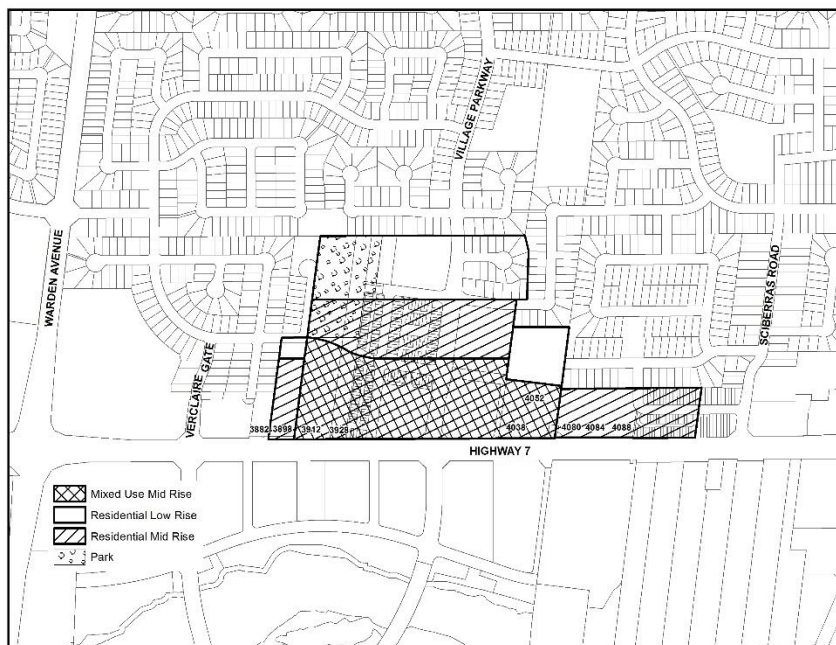 VILLAGE PARKWAY
WARDEN AVENUE
SCIBERRAS ROAD
VERCLAIRE GATE
4052
3882 3898 3912 3928 4038 4080 4084 4088
HIGHWAY 7
Mixed Use Mid Rise
Residential Low Rise
Residential Mid Rise
Park